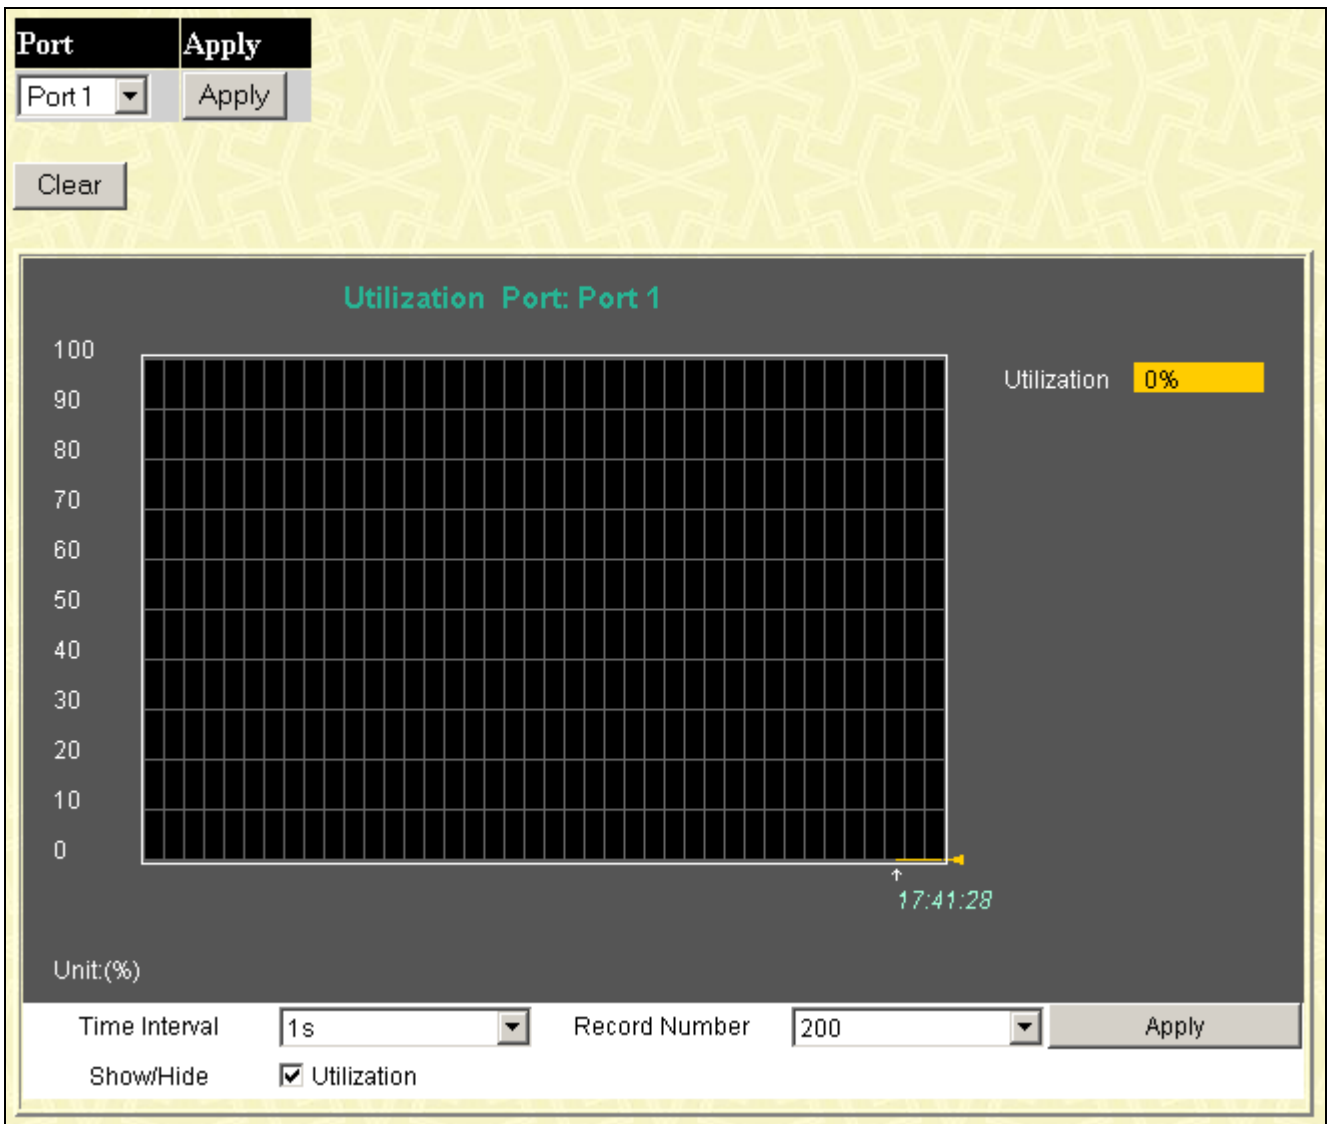 Port Apply
Port 1 Apply
Clear
Utilization Port: Port 1
100
90
80
70
60
50
40
30
20
10
0
Utilization 0%
17:41:28
Unit:(%)
Time Interval 1s Record Number 200 Apply
Show/Hide Utilization